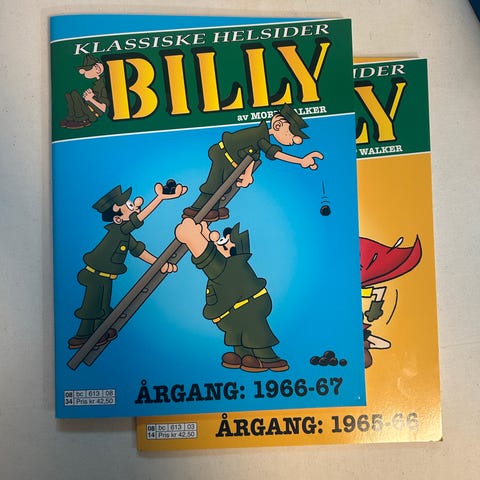 KLASSISKE HELSIDER
BILLY
av MORT WALKER
ÅRGANG: 1966-67
08 bc 613 08
34 Pris kr 42,50
SIDER
LY
WALKER
ÅRGANG: 1965-66
08 bc 613 03
14 Pris kr 42,50